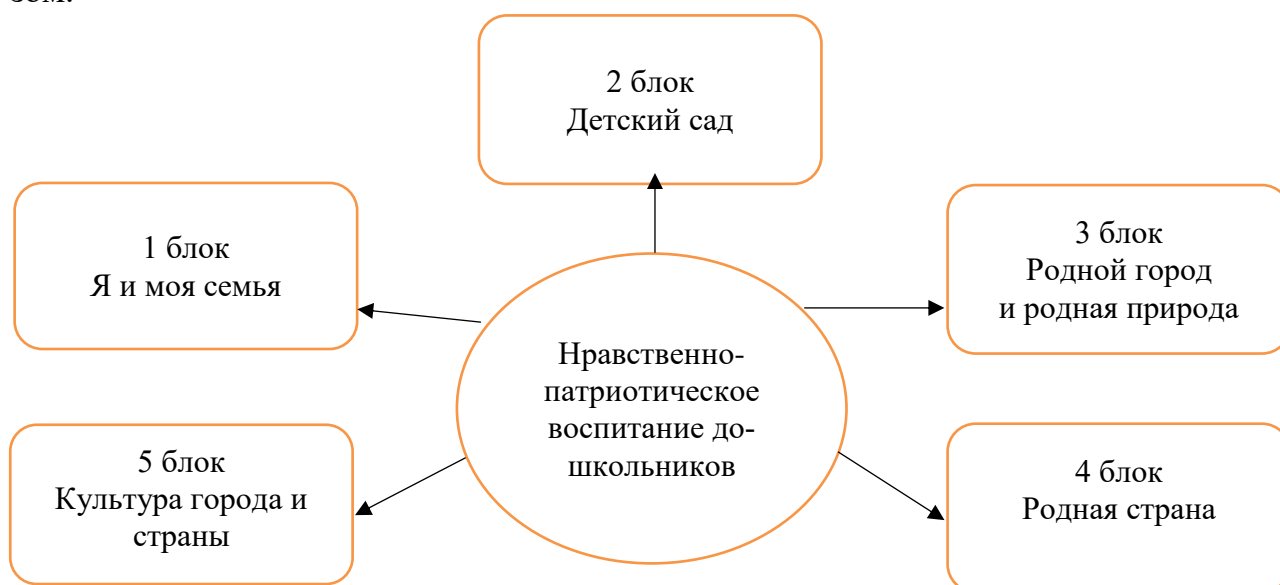 2 блок
Детский сад
1 блок
Я и моя семья
3 блок
Родной город
и родная природа
Нравственно-
патриотическое
воспитание до-
школьников
5 блок
Культура города и
страны
4 блок
Родная страна